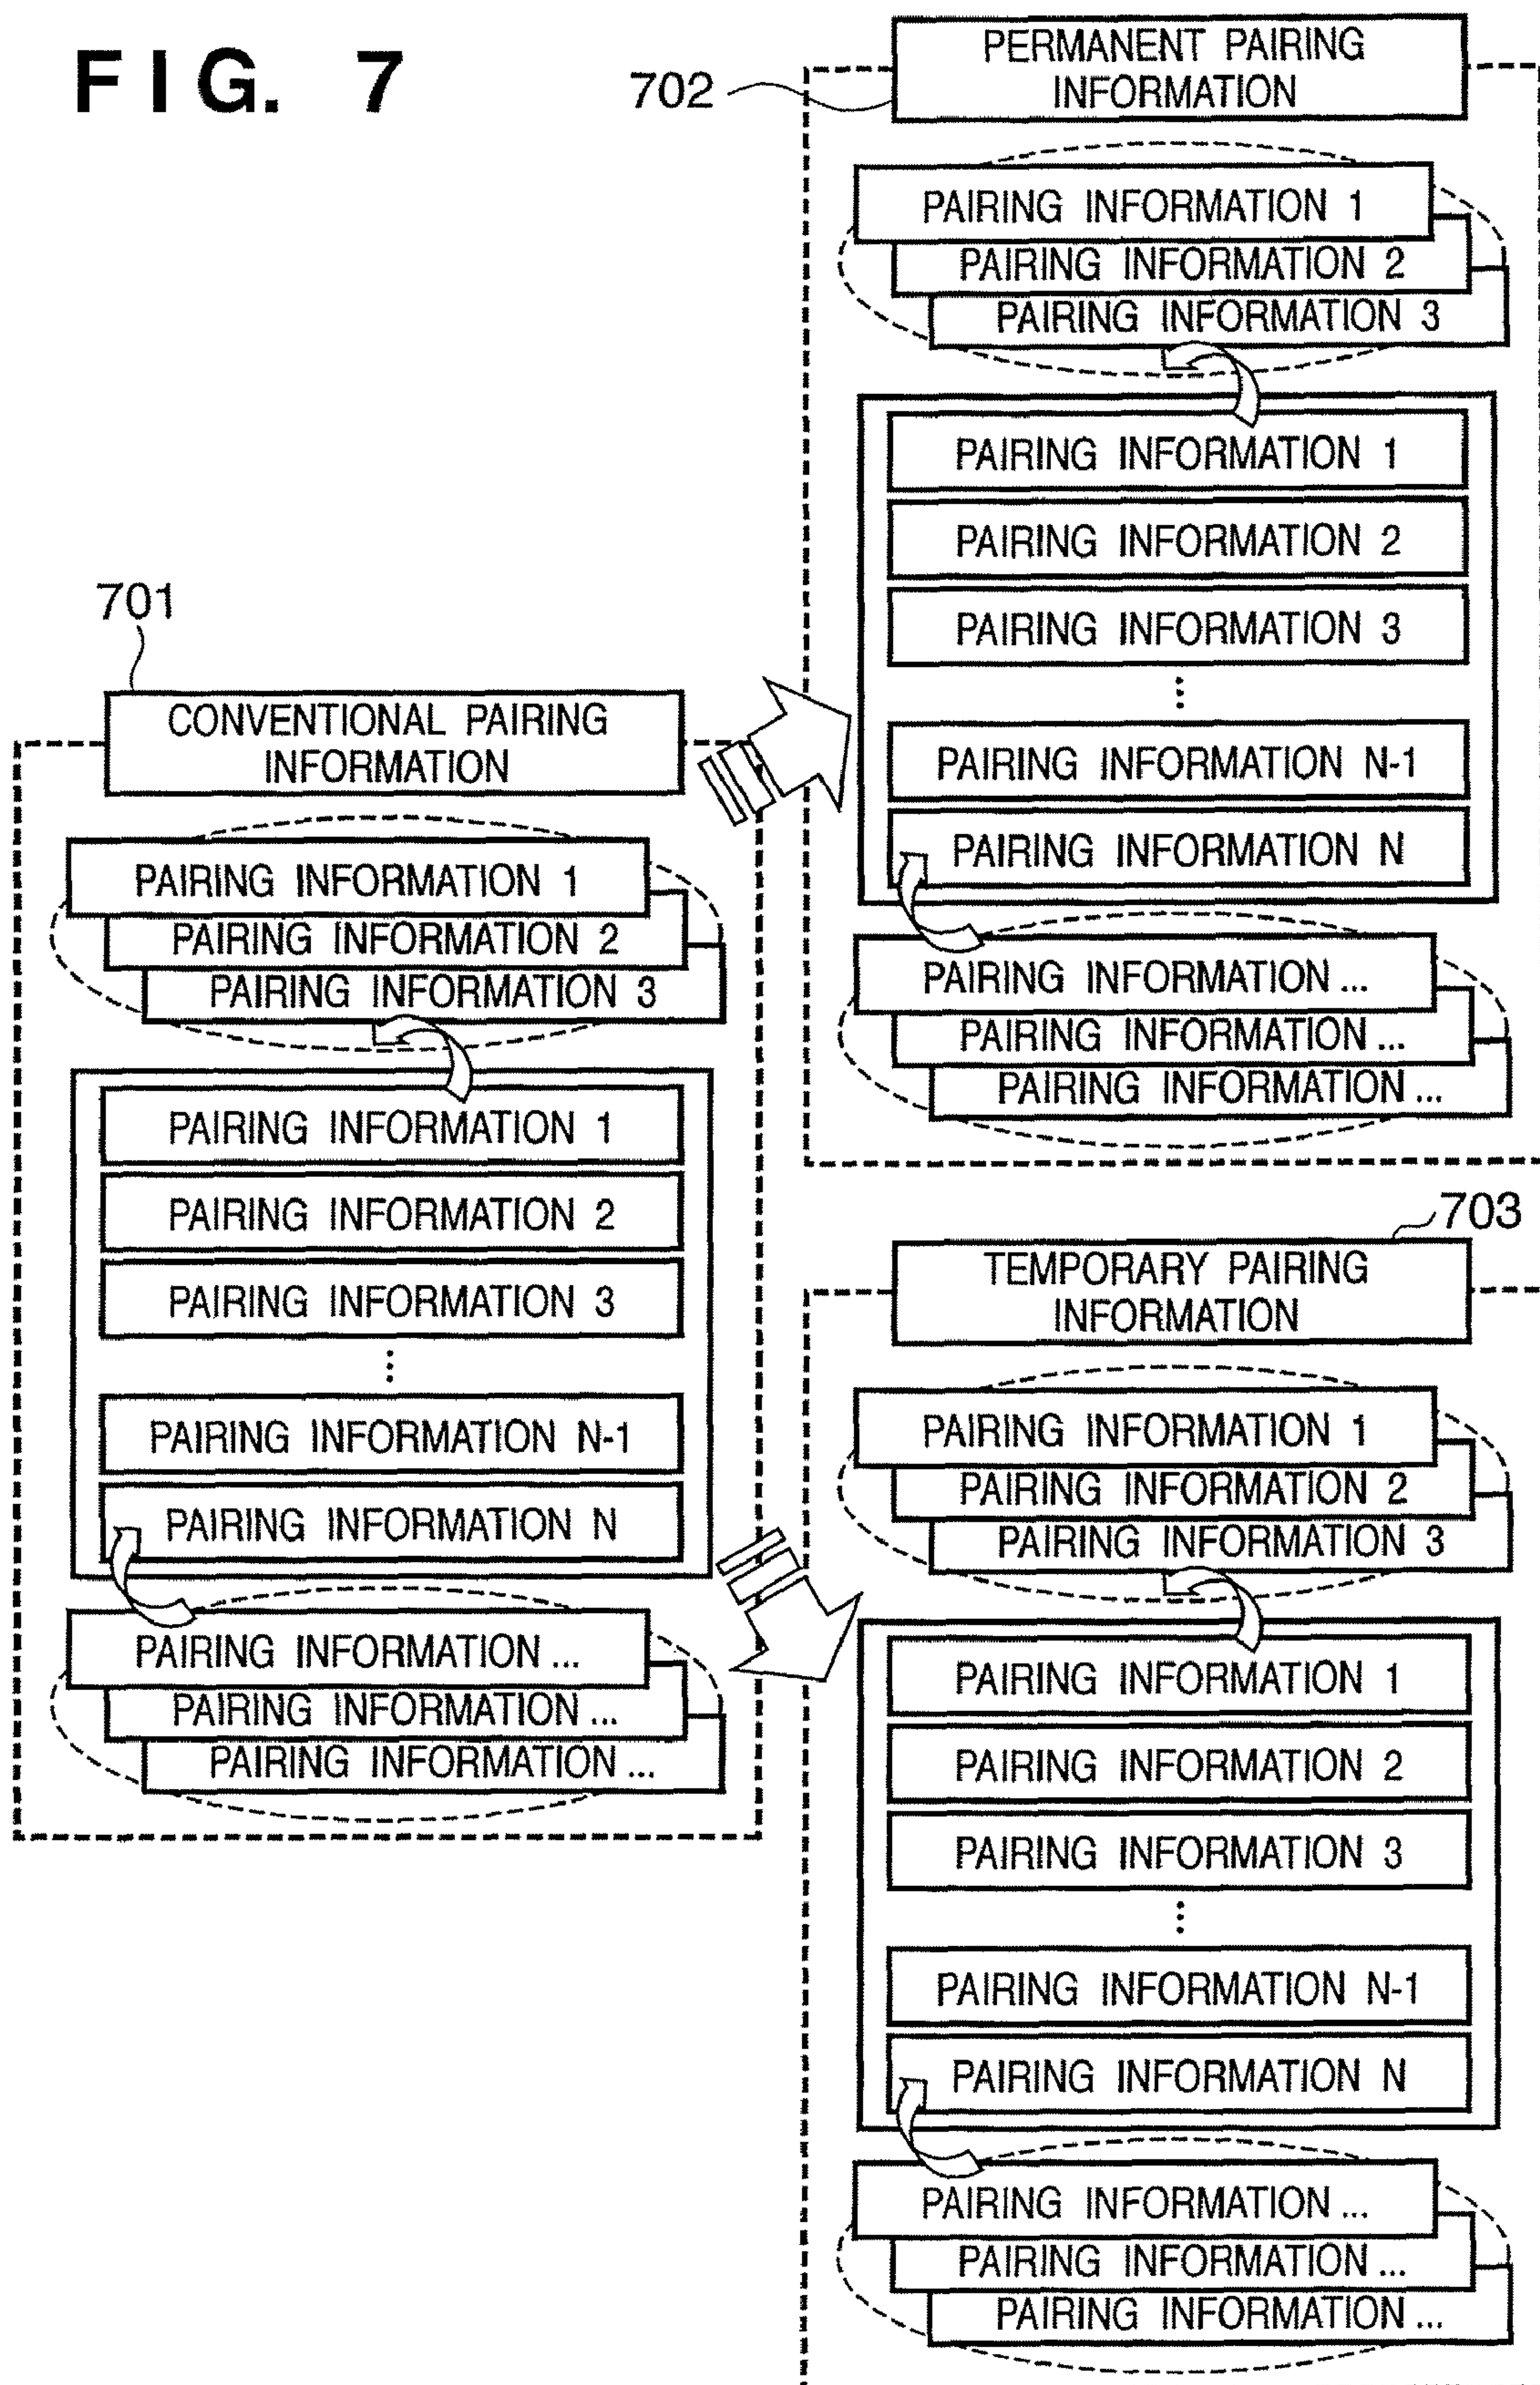 FIG. 7
702
PERMANENT PAIRING
INFORMATION
PAIRING INFORMATION 1
PAIRING INFORMATION 2
PAIRING INFORMATION 3
PAIRING INFORMATION 1
PAIRING INFORMATION 2
PAIRING INFORMATION 3
⋮
PAIRING INFORMATION N-1
PAIRING INFORMATION N
PAIRING INFORMATION ...
PAIRING INFORMATION ...
PAIRING INFORMATION ...
701
CONVENTIONAL PAIRING
INFORMATION
PAIRING INFORMATION 1
PAIRING INFORMATION 2
PAIRING INFORMATION 3
PAIRING INFORMATION 1
PAIRING INFORMATION 2
PAIRING INFORMATION 3
⋮
PAIRING INFORMATION N-1
PAIRING INFORMATION N
PAIRING INFORMATION ...
PAIRING INFORMATION ...
PAIRING INFORMATION ...
703
TEMPORARY PAIRING
INFORMATION
PAIRING INFORMATION 1
PAIRING INFORMATION 2
PAIRING INFORMATION 3
PAIRING INFORMATION 1
PAIRING INFORMATION 2
PAIRING INFORMATION 3
⋮
PAIRING INFORMATION N-1
PAIRING INFORMATION N
PAIRING INFORMATION ...
PAIRING INFORMATION ...
PAIRING INFORMATION ...